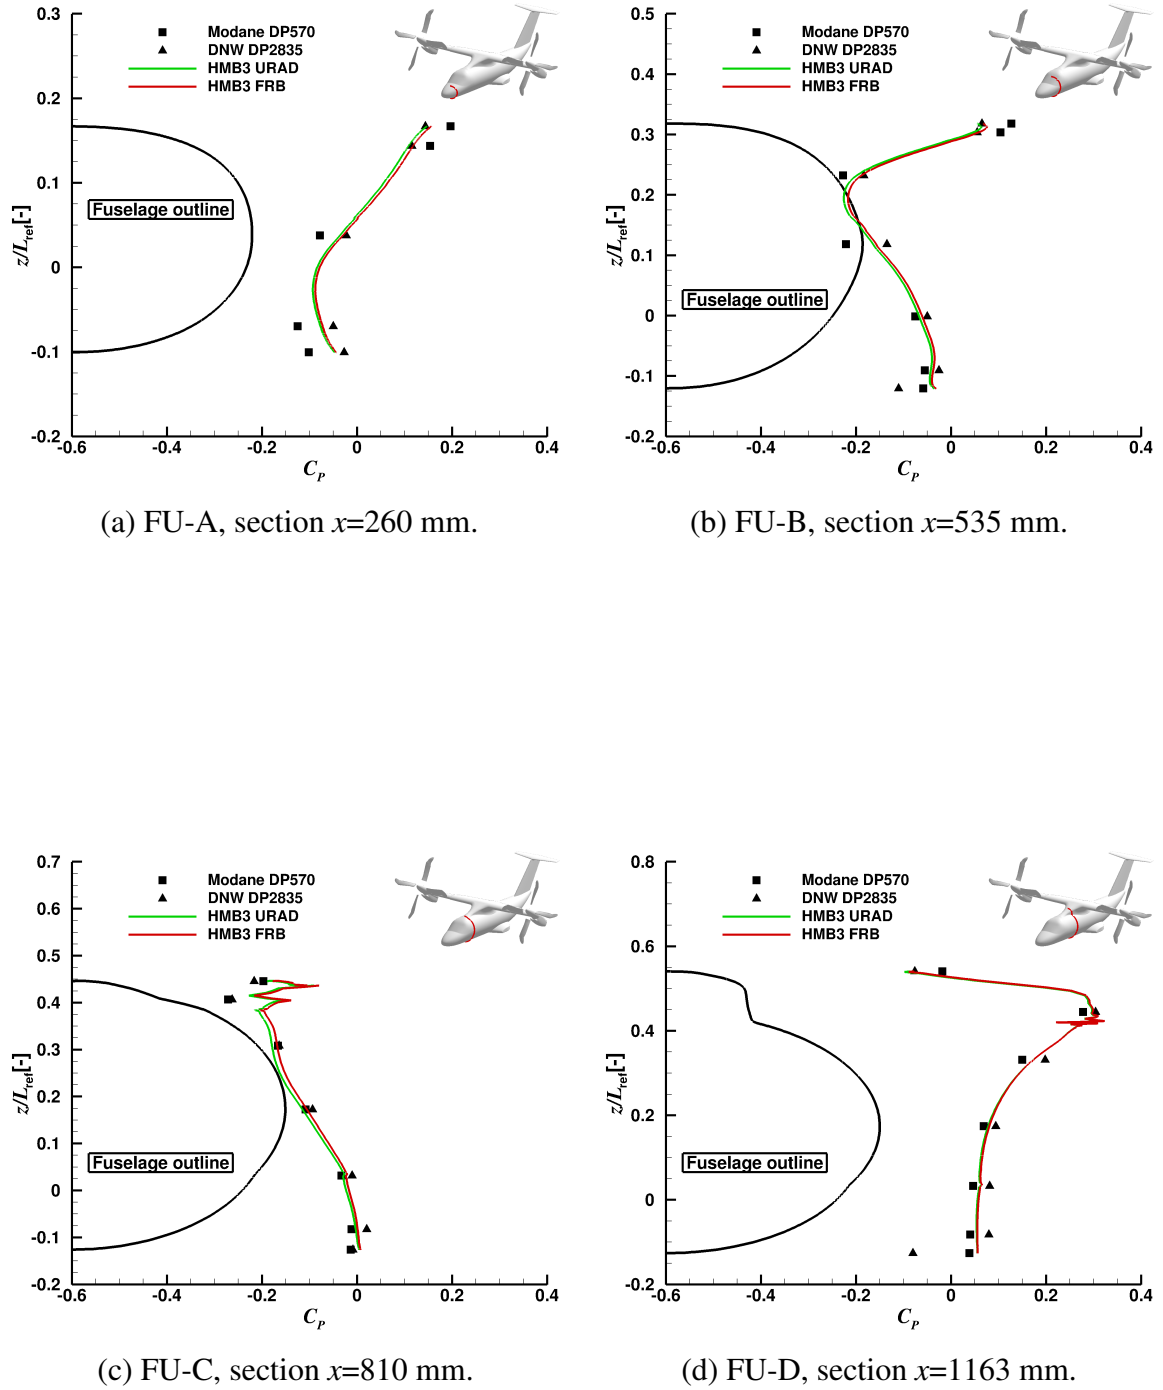 0.3
0.2
0.1
0
-0.1
-0.2
z/Lref[-]
Modane DP570
DNW DP2835
HMB3 URAD
HMB3 FRB
Fuselage outline
-0.6 -0.4 -0.2 0 0.2 0.4
CP
(a) FU-A, section x=260 mm.
0.5
0.4
0.3
0.2
0.1
0
-0.1
0.2
z/Lref[-]
Modane DP570
DNW DP2835
HMB3 URAD
HMB3 FRB
Fuselage outline
-0.6 -0.4 -0.2 0 0.2 0.4
CP
(b) FU-B, section x=535 mm.
0.7
0.6
0.5
0.4
0.3
0.2
0.1
0
-0.1
-0.2
z/Lref[-]
Modane DP570
DNW DP2835
HMB3 URAD
HMB3 FRB
Fuselage outline
-0.6 -0.4 -0.2 0 0.2 0.4
CP
(c) FU-C, section x=810 mm.
0.8
0.6
0.4
0.2
0
-0.2
z/Lref[-]
Modane DP570
DNW DP2835
HMB3 URAD
HMB3 FRB
Fuselage outline
-0.6 -0.4 -0.2 0 0.2 0.4
CP
(d) FU-D, section x=1163 mm.